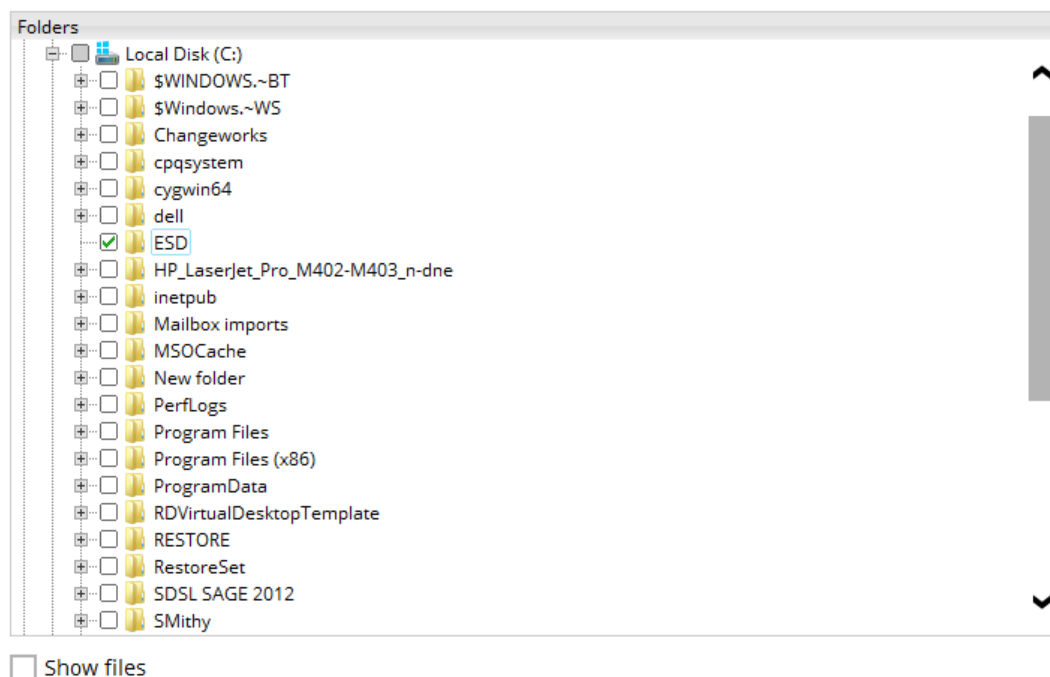 Folders
Local Disk (C:)
$WINDOWS.~BT
$Windows.~WS
Changeworks
cpqsystem
cygwin64
dell
ESD
HP_LaserJet_Pro_M402-M403_n-dne
inetpub
Mailbox imports
MSOCache
New folder
PerfLogs
Program Files
Program Files (x86)
ProgramData
RDVirtualDesktopTemplate
RESTORE
RestoreSet
SDSL SAGE 2012
SMithy
Show files